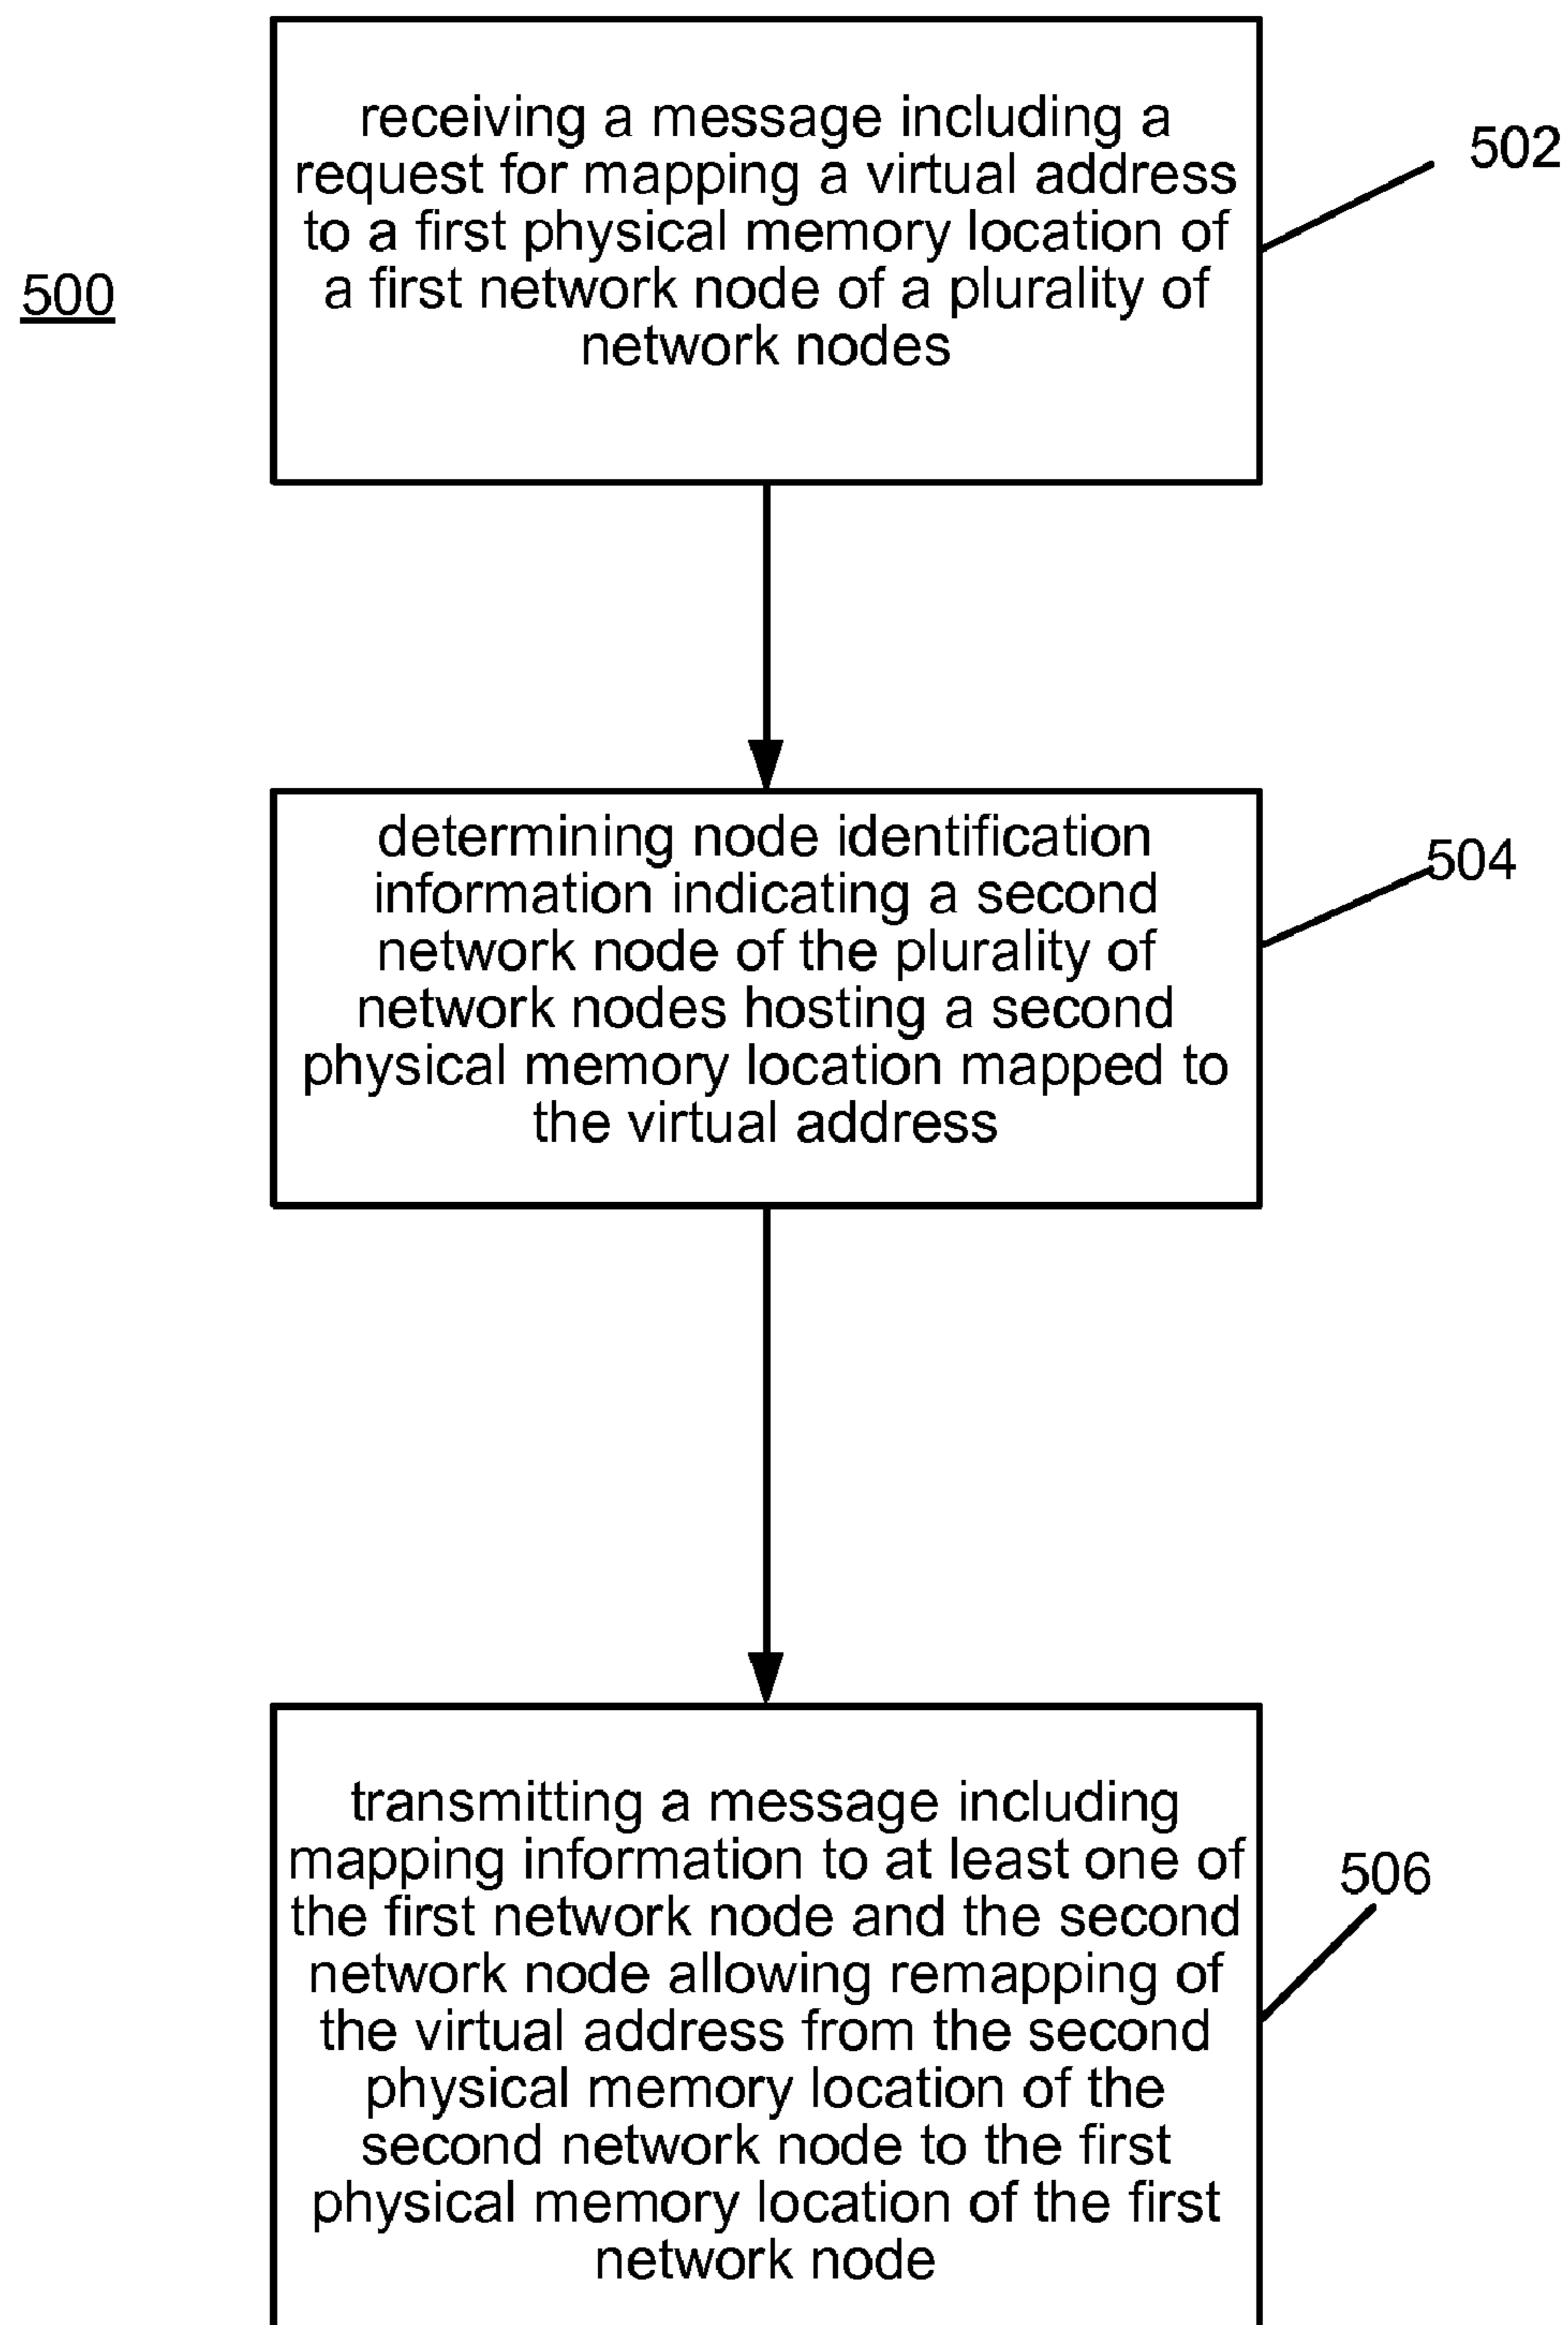 receiving a message including a
request for mapping a virtual address
to a first physical memory location of
a first network node of a plurality of
network nodes
502
500
determining node identification
information indicating a second
network node of the plurality of
network nodes hosting a second
physical memory location mapped to
the virtual address
504
transmitting a message including
mapping information to at least one of
the first network node and the second
network node allowing remapping of
the virtual address from the second
physical memory location of the
second network node to the first
physical memory location of the first
network node
506